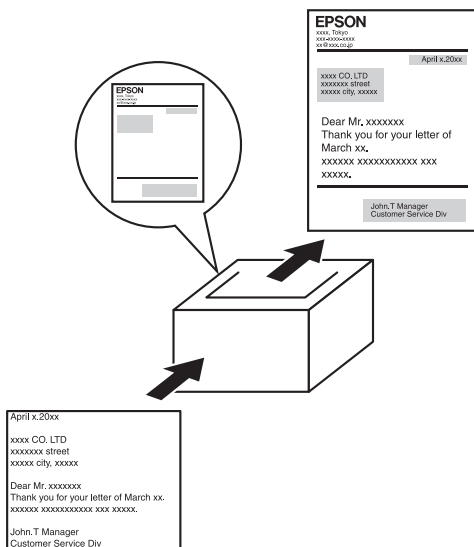 EPSON
xxxx, Tokyo
xxx-xxxx-xxxx
xx@xxx.co.jp
April x.20xx
xxxx CO. LTD
xxxxxxx street
xxxxx city, xxxxx
Dear Mr. xxxxxxx
Thank you for your letter of
March xx.
xxxxxx xxxxxxxxxxx xxx
xxxxx.
John.T Manager
Customer Service Div
EPSON
xxxx, Tokyo
April x.20xx
xxxx CO. LTD
xxxxxxx street
xxxxx city, xxxxx
Dear Mr. xxxxxxx
Thank you for your letter of March xx.
xxxxxx xxxxxxxxxxx xxx xxxxx.
John.T Manager
Customer Service Div